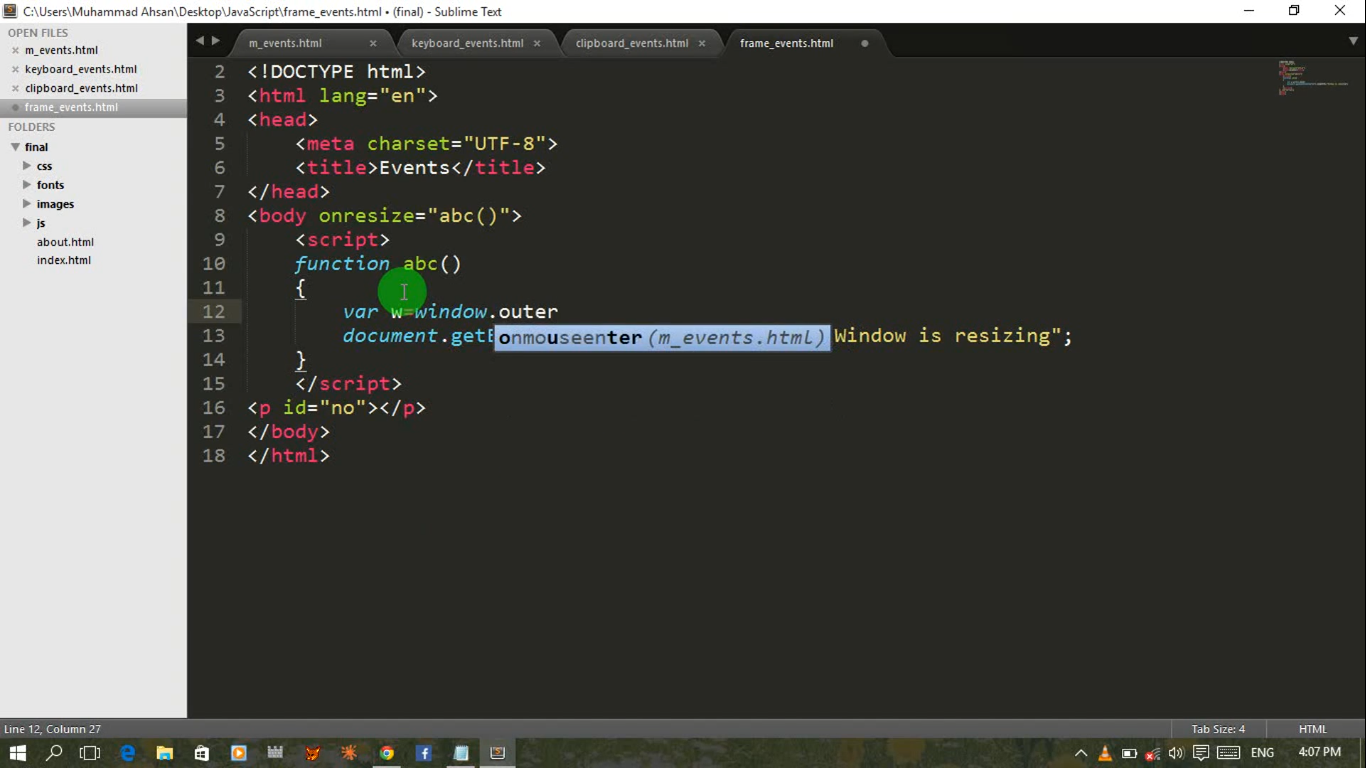 C:\Users\Muhammad Ahsan\Desktop\JavaScript\frame_events.html • (final) - Sublime Text
OPEN FILES
m_events.html
keyboard_events.html
clipboard_events.html
frame_events.html
FOLDERS
final
css
fonts
images
js
about.html
index.html
m_events.html
keyboard_events.html
clipboard_events.html
frame_events.html
2 <!DOCTYPE html>
3 <html lang="en">
4 <head>
5 <meta charset="UTF-8">
6 <title>Events</title>
7 </head>
8 <body onresize="abc()">
9 <script>
10 function abc()
11 {
12 var w=window.outer
13 document.get Window is resizing";
onmouseenter (m_events.html)
14 }
15 </script>
16 <p id="no"></p>
17 </body>
18 </html>
Line 12, Column 27
Tab Size: 4
HTML
ENG
4:07 PM